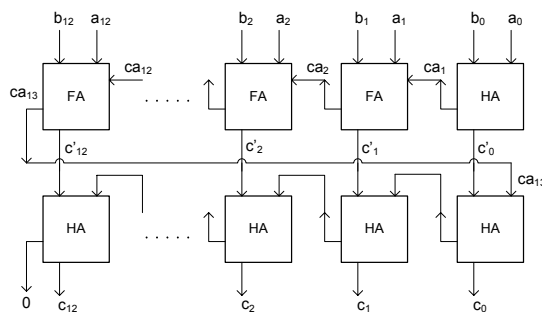 b₁₂ a₁₂ b₂ a₂ b₁ a₁ b₀ a₀
ca₁₂ ca₂ ca₁
ca₁₃ FA . . . . . FA FA HA
c'₁₂ c'₂ c'₁ c'₀
ca₁₃
HA . . . . . HA HA HA
0 c₁₂ c₂ c₁ c₀